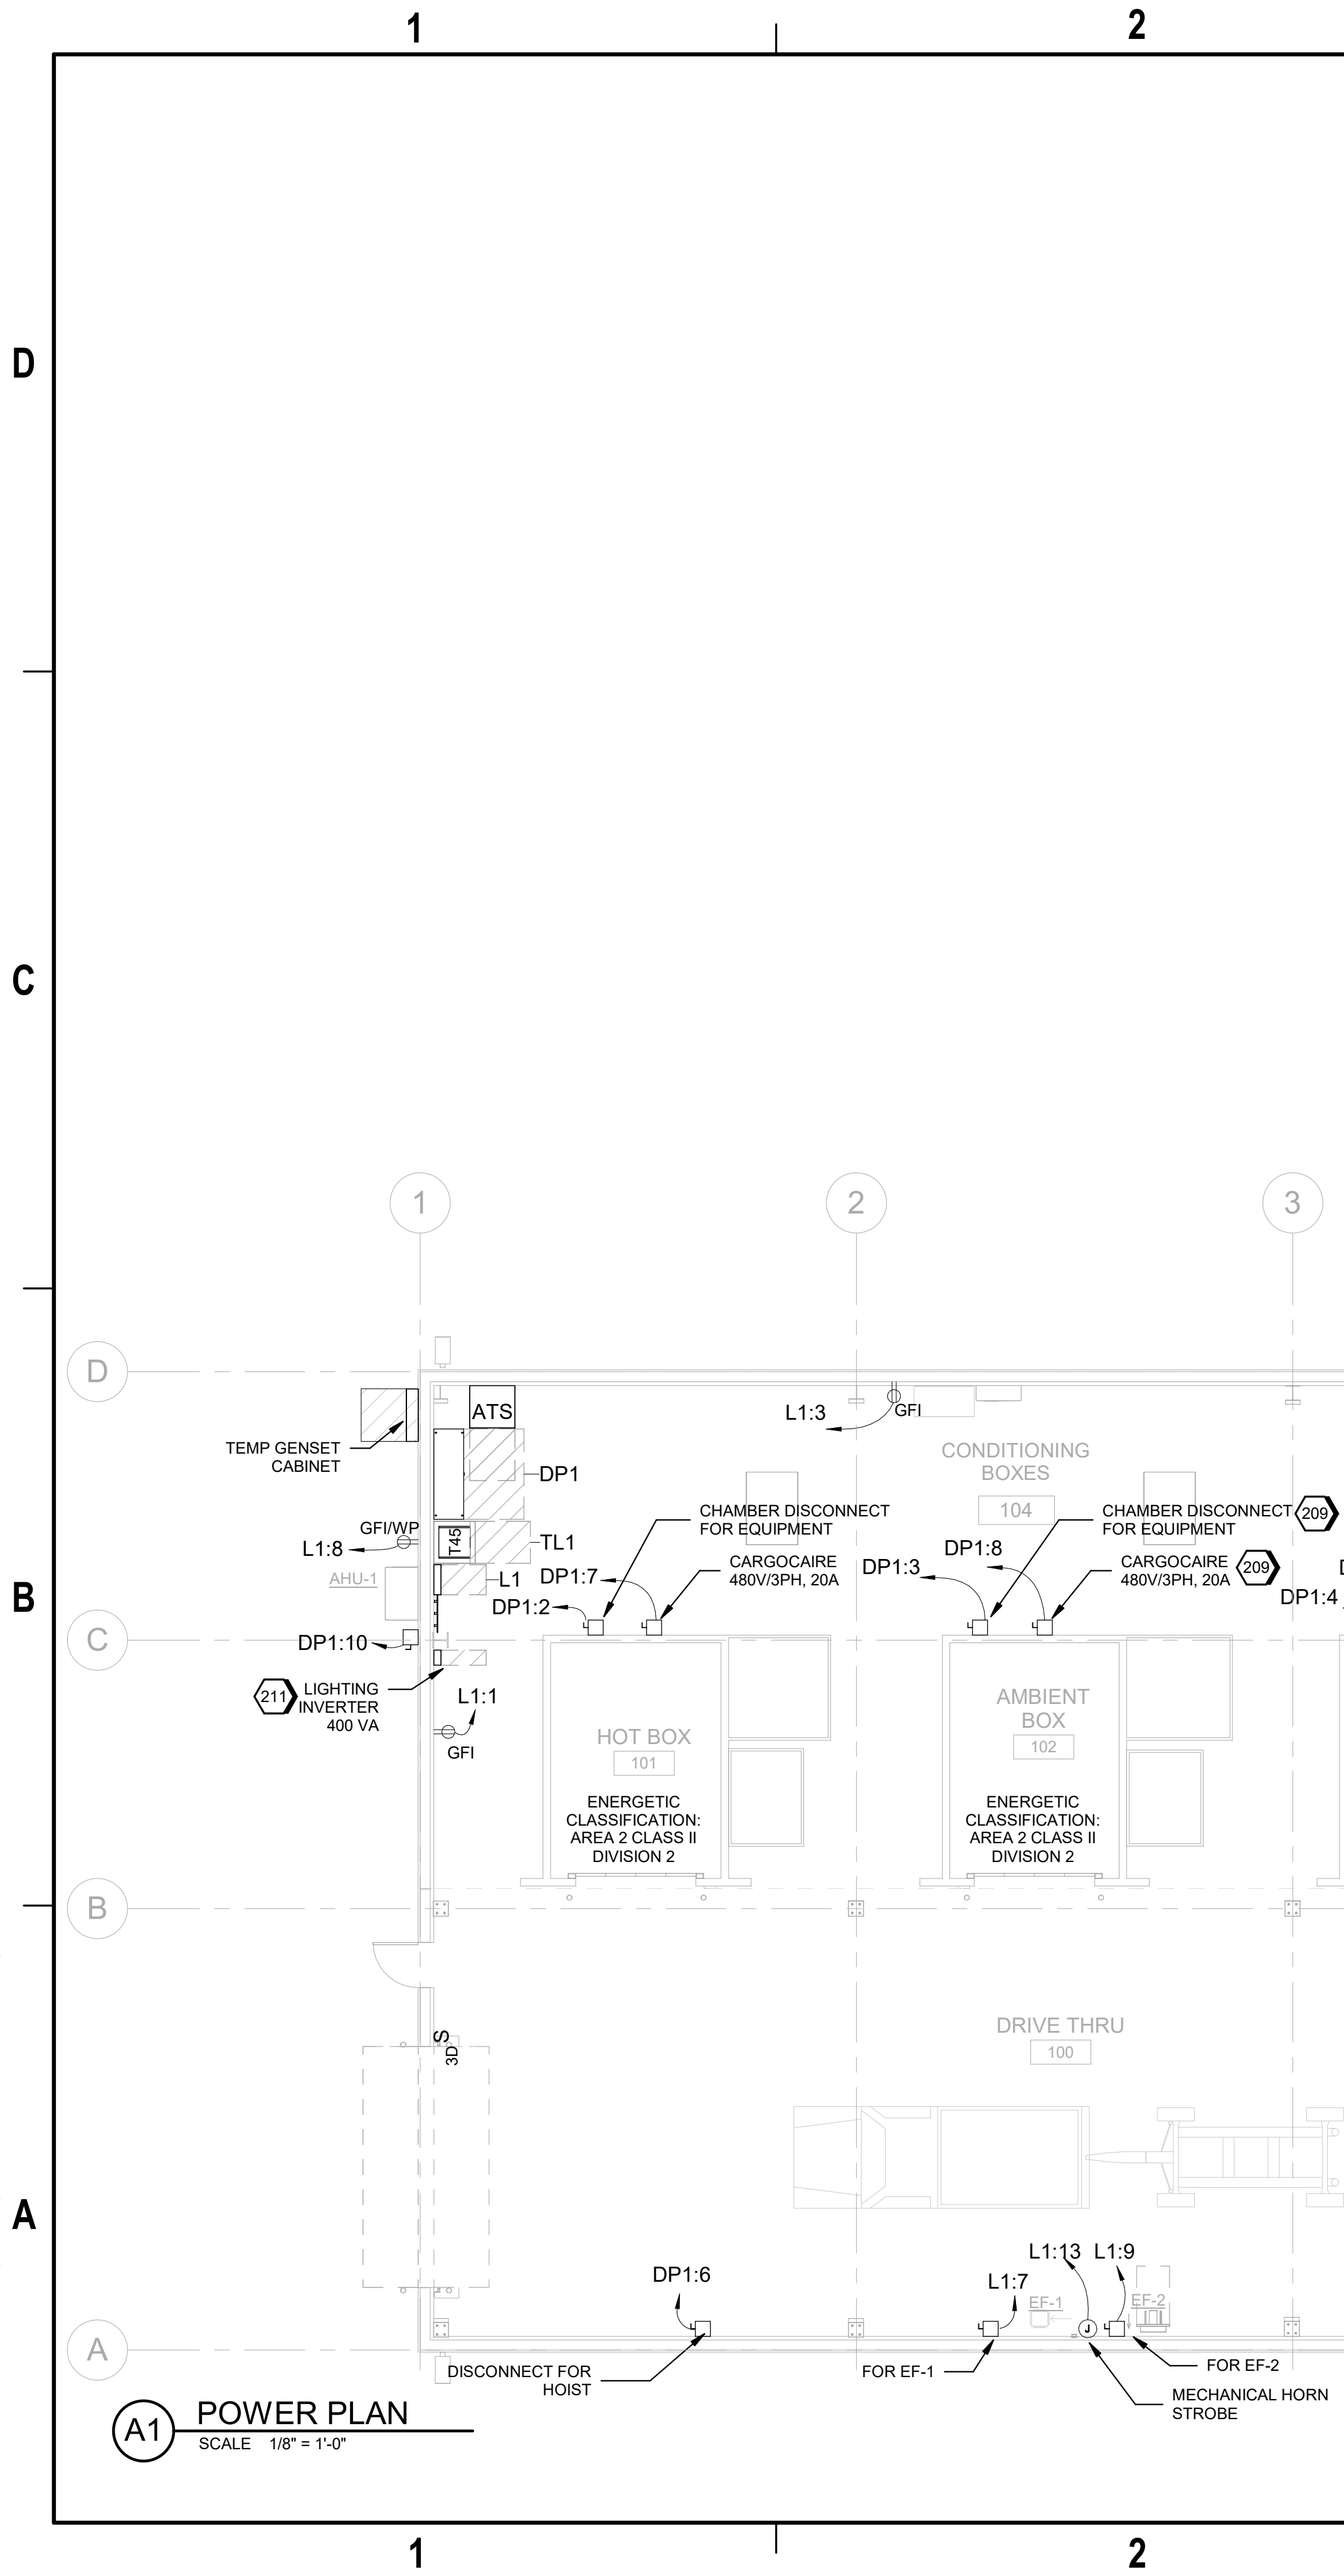 1
2
D
C
B
A
1
2
3
D
C
B
A
TEMP GENSET
CABINET
ATS
DP1
L1:3
GFI
CONDITIONING
BOXES
104
GFI/WP
L1:8
T45
TL1
CHAMBER DISCONNECT
FOR EQUIPMENT
CHAMBER DISCONNECT
FOR EQUIPMENT
209
AHU-1
L1
DP1:7
CARGOCAIRE
480V/3PH, 20A
DP1:3
DP1:8
CARGOCAIRE
480V/3PH, 20A
209
DP1:2
DP1:4
DP1:10
211
LIGHTING
INVERTER
400 VA
L1:1
GFI
HOT BOX
101
ENERGETIC
CLASSIFICATION:
AREA 2 CLASS II
DIVISION 2
AMBIENT
BOX
102
ENERGETIC
CLASSIFICATION:
AREA 2 CLASS II
DIVISION 2
S
3D
DRIVE THRU
100
DP1:6
L1:7
L1:13
L1:9
EF-1
EF-2
J
DISCONNECT FOR
HOIST
FOR EF-1
FOR EF-2
MECHANICAL HORN
STROBE
A1
POWER PLAN
SCALE 1/8" = 1'-0"
1
2